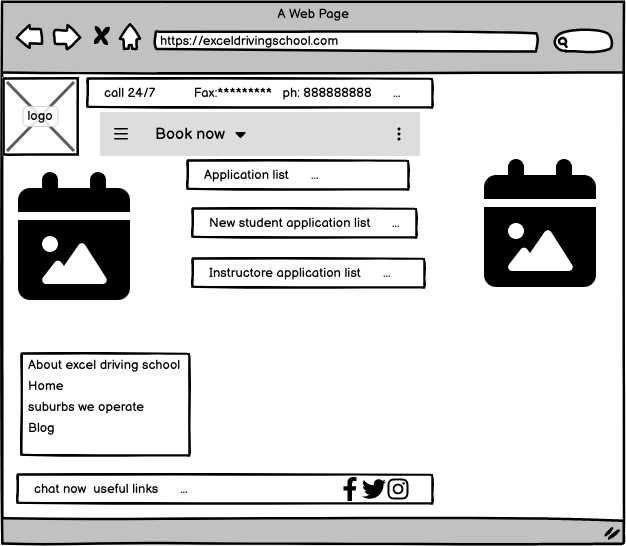 A Web Page
https://exceldrivingschool.com
logo
call 24/7 Fax:********* ph: 888888888 ...
Book now
Application list ...
New student application list ...
Instructore application list ...
About excel driving school
Home
suburbs we operate
Blog
chat now useful links ...